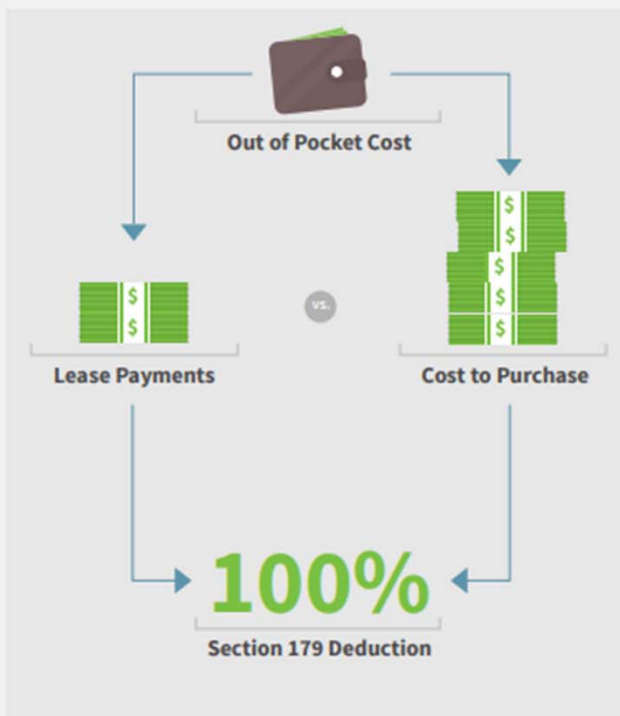 Out of Pocket Cost
$
$
$
$
$
$
$
vs.
Lease Payments
Cost to Purchase
100%
Section 179 Deduction